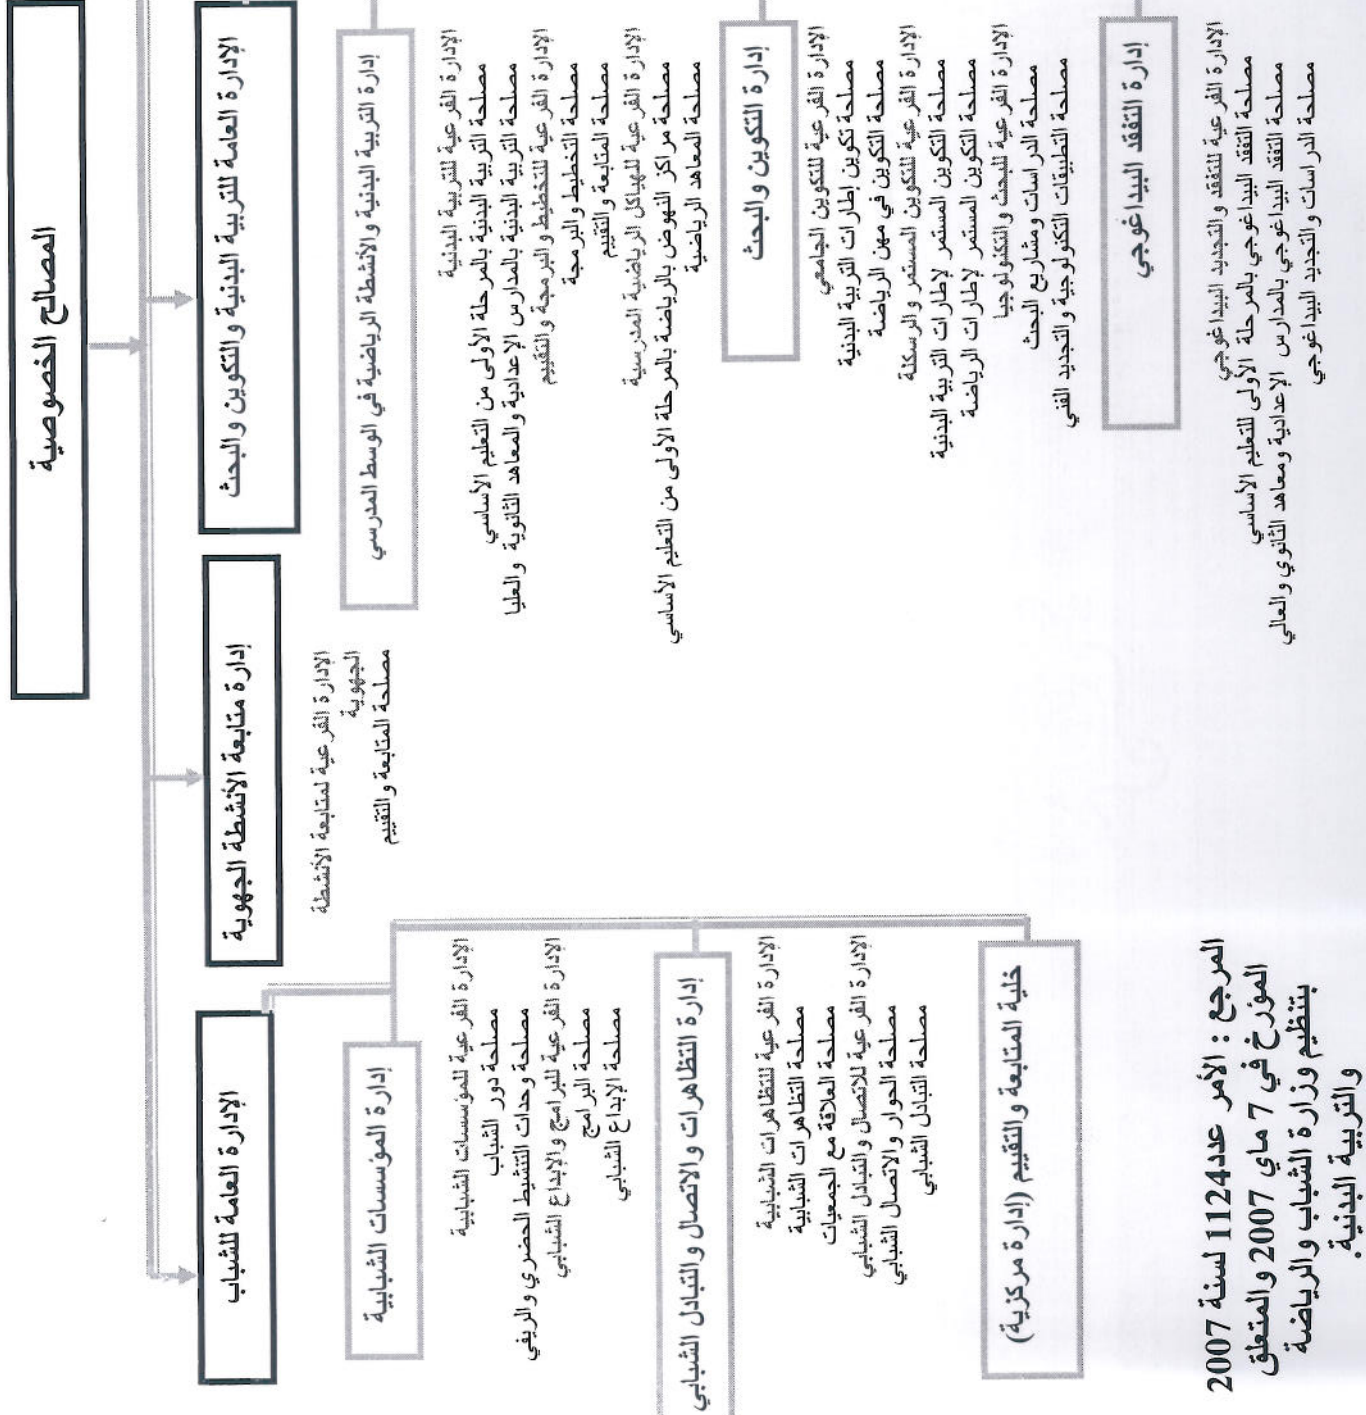 المصالح الخصوصية
الإدارة العامة للتربية البدنية والتكوين والبحث
إدارة التربية البدنية والأنشطة الرياضية في الوسط المدرسي
الإدارة الفرعية للتربية البدنية
مصلحة التربية البدنية بالمرحلة الأولى من التعليم الأساسي
مصلحة التربية البدنية بالمدارس الإعدادية والمعاهد الثانوية والعليا
الإدارة الفرعية للتخطيط والبرمجة والتقييم
مصلحة التخطيط والبرمجة
مصلحة المتابعة والتقييم
الإدارة الفرعية للهياكل الرياضية المدرسية
مصلحة مراكز النهوض بالرياضة بالمرحلة الأولى من التعليم الأساسي
مصلحة المعاهد الرياضية
إدارة التكوين والبحث
الإدارة الفرعية للتكوين الجامعي
مصلحة تكوين إطارات التربية البدنية
مصلحة التكوين في مهن الرياضة
الإدارة الفرعية للتكوين المستمر والرسكلة
مصلحة التكوين المستمر لإطارات التربية البدنية
مصلحة التكوين المستمر لإطارات الرياضة
الإدارة الفرعية للبحث والتكنولوجيا
مصلحة الدراسات ومشاريع البحث
مصلحة التطبيقات التكنولوجية والتجديد الفني
إدارة التفقد البيداغوجي
الإدارة الفرعية للتفقد والتجديد البيداغوجي
مصلحة التفقد البيداغوجي بالمرحلة الأولى للتعليم الأساسي
مصلحة التفقد البيداغوجي بالمدارس الإعدادية ومعاهد الثانوي والعالي
مصلحة الدراسات والتجديد البيداغوجي
إدارة متابعة الأنشطة الجهوية
الإدارة الفرعية لمتابعة الأنشطة
الجهوية
مصلحة المتابعة والتقييم
الإدارة العامة للشباب
إدارة المؤسسات الشبابية
الإدارة الفرعية للمؤسسات الشبابية
مصلحة دور الشباب
مصلحة وحدات التنشيط الحضري والريفي
الإدارة الفرعية للبرامج والإبداع الشبابي
مصلحة البرامج
مصلحة الإبداع الشبابي
إدارة التظاهرات والاتصال والتبادل الشبابي
الإدارة الفرعية للتظاهرات الشبابية
مصلحة التظاهرات الشبابية
مصلحة العلاقة مع الجمعيات
الإدارة الفرعية للاتصال والتبادل الشبابي
مصلحة الحوار والاتصال الشبابي
مصلحة التبادل الشبابي
خلية المتابعة والتقييم (إدارة مركزية)
المرجع : الأمر عدد1124 لسنة 2007
المؤرخ في 7 ماي 2007 والمتعلق
بتنظيم وزارة الشباب والرياضة
والتربية البدنية.